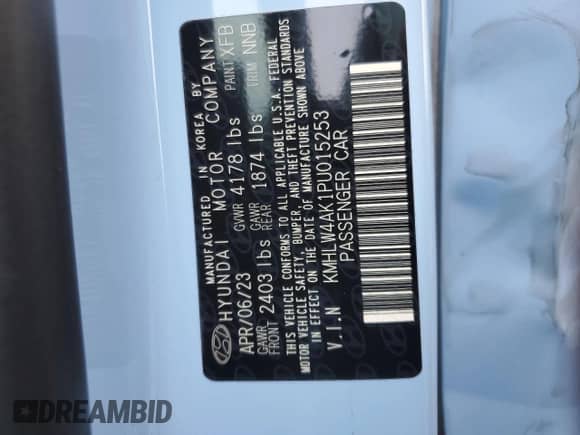 MANUFACTURED IN KOREA BY
HYUNDAI MOTOR COMPANY
APR/06/23 GVWR 4178 lbs PAINT XFB
GAWR FRONT 2403 lbs GAWR REAR 1874 lbs TRIM NNB
THIS VEHICLE CONFORMS TO ALL APPLICABLE U.S.A. FEDERAL
MOTOR VEHICLE SAFETY, BUMPER, AND THEFT PREVENTION STANDARDS
IN EFFECT ON THE DATE OF MANUFACTURE SHOWN ABOVE
V.I.N KMHLW4AK1PU015253
PASSENGER CAR
DREAMBID